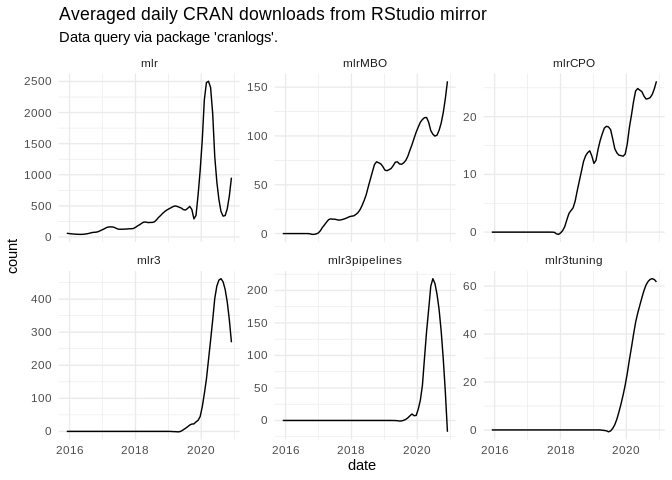 Averaged daily CRAN downloads from RStudio mirror
Data query via package 'cranlogs'.
mlr
mlrMBO
mlrCPO
2500
2000
1500
1000
500
0
150
100
50
0
20
10
0
count
mlr3
mlr3pipelines
mlr3tuning
400
300
200
100
0
200
150
100
50
0
60
40
20
0
2016 2018 2020
2016 2018 2020
2016 2018 2020
date